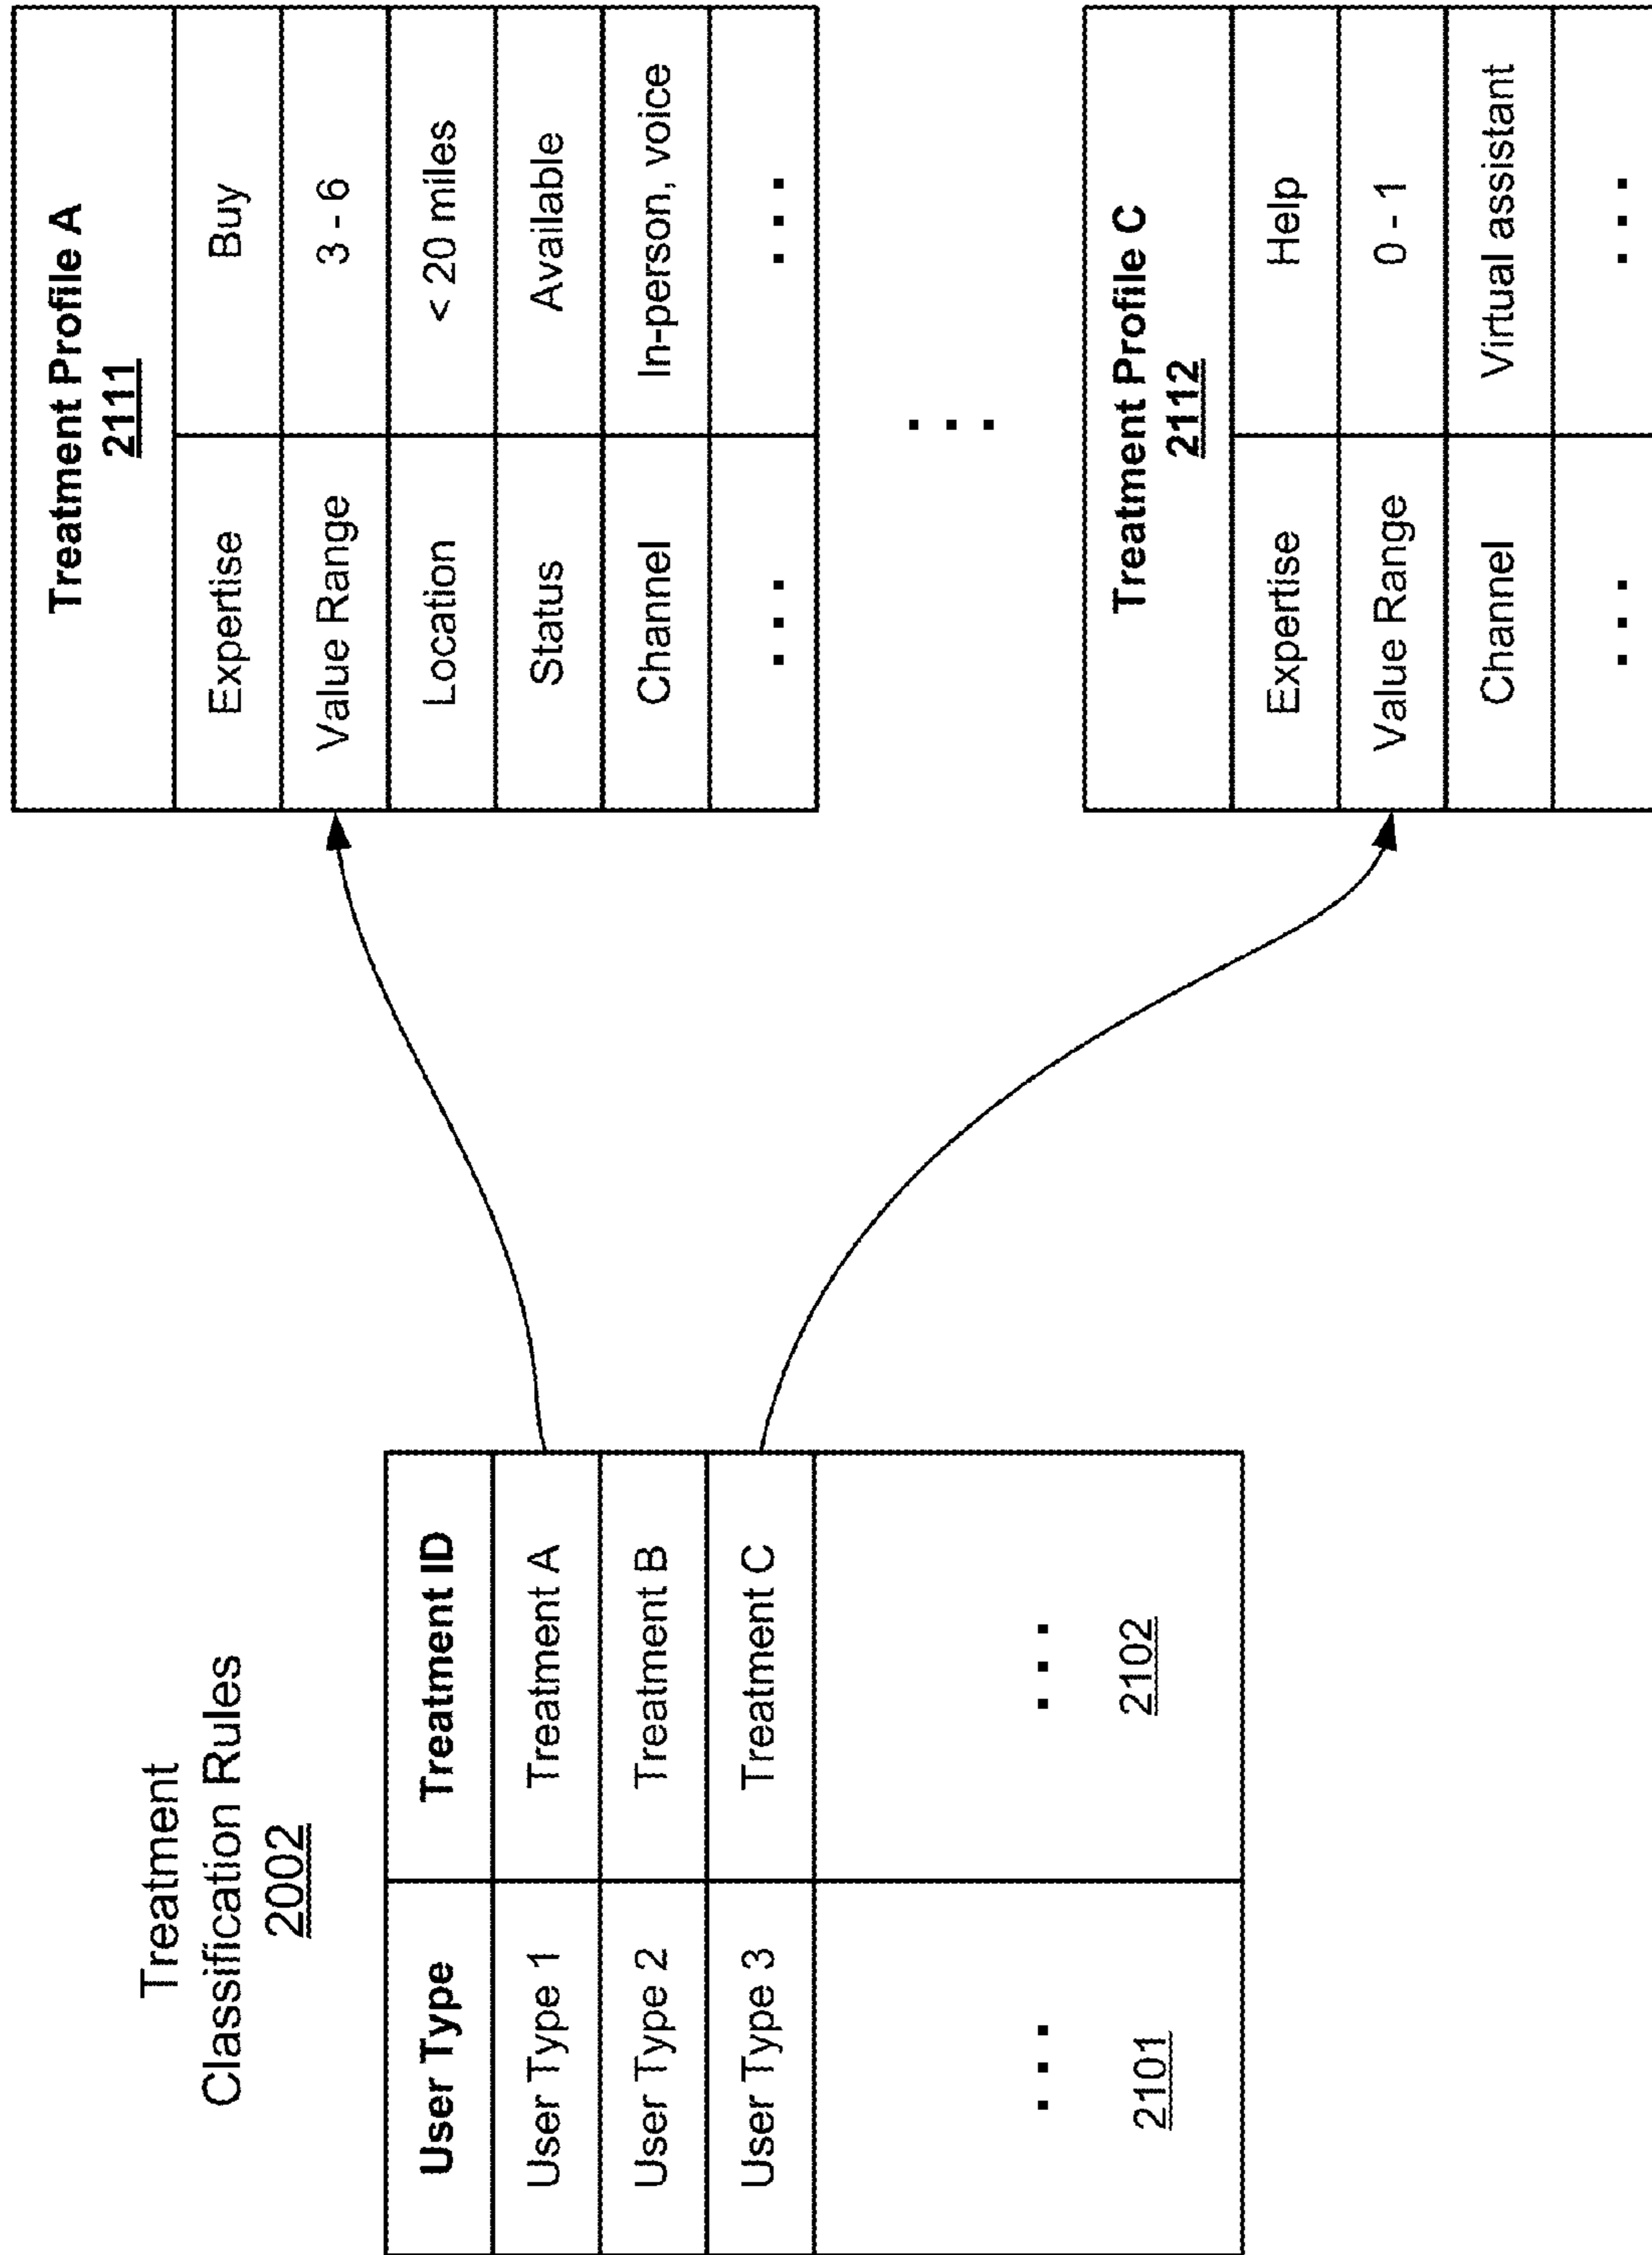 Treatment
Classification Rules
2002
User Type Treatment ID
User Type 1 Treatment A
User Type 2 Treatment B
User Type 3 Treatment C
... ...
2101 2102
Treatment Profile A
2111
Expertise Buy
Value Range 3 - 6
Location < 20 miles
Status Available
Channel In-person, voice
... ...
...
Treatment Profile C
2112
Expertise Help
Value Range 0 - 1
Channel Virtual assistant
... ...